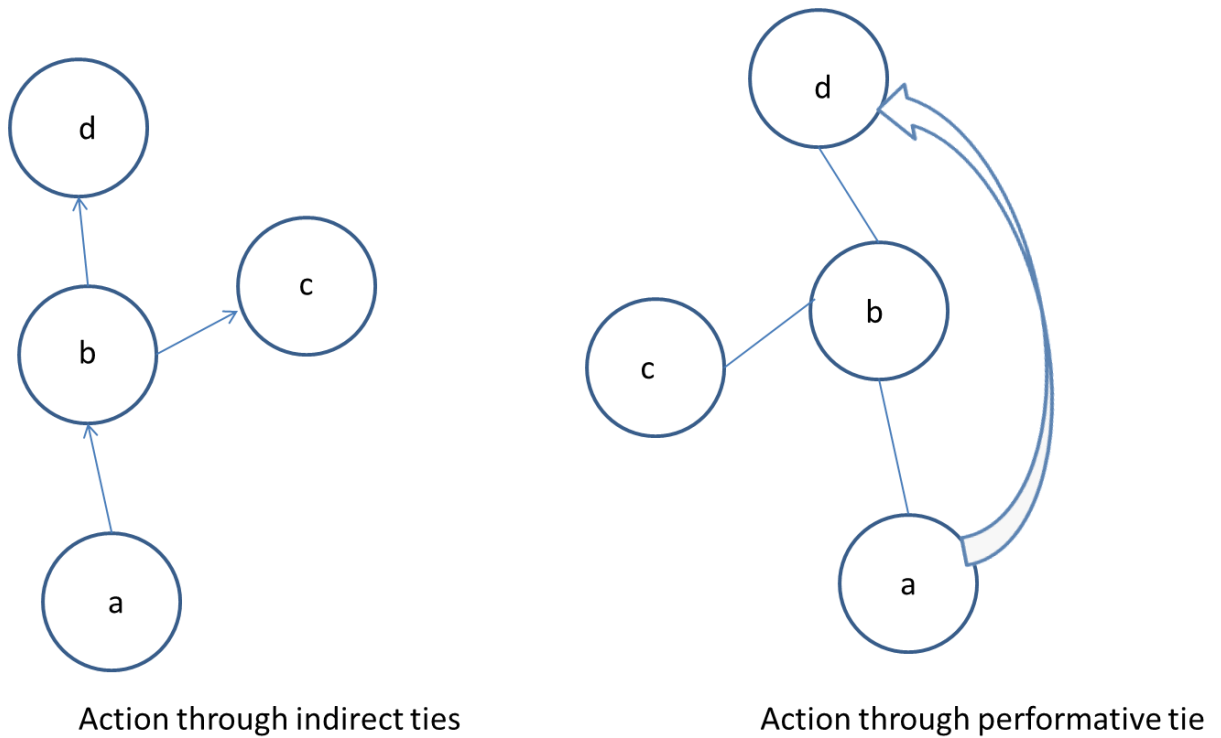 d
c
b
a
Action through indirect ties
d
b
c
a
Action through performative tie